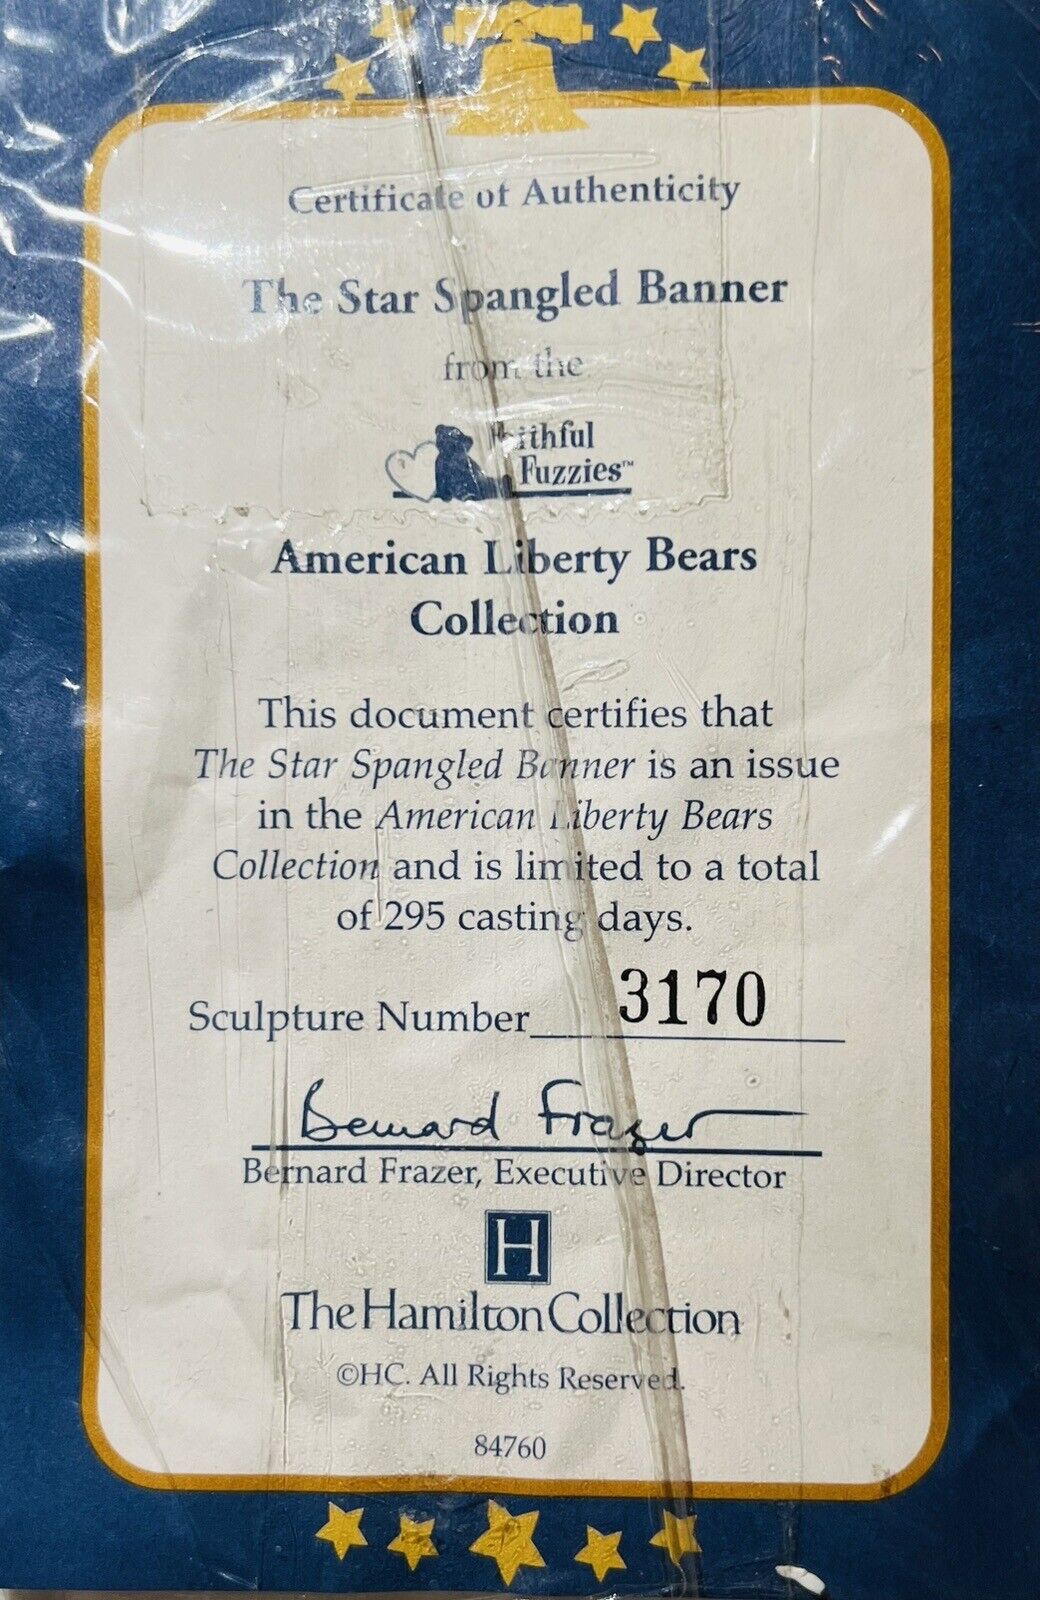 Certificate of Authenticity
The Star Spangled Banner
from the
Faithful
Fuzzies™
American Liberty Bears
Collection
This document certifies that
The Star Spangled Banner is an issue
in the American Liberty Bears
Collection and is limited to a total
of 295 casting days.
Sculpture Number 3170
Bernard Frazer
Bernard Frazer, Executive Director
H
The Hamilton Collection
©HC. All Rights Reserved.
84760